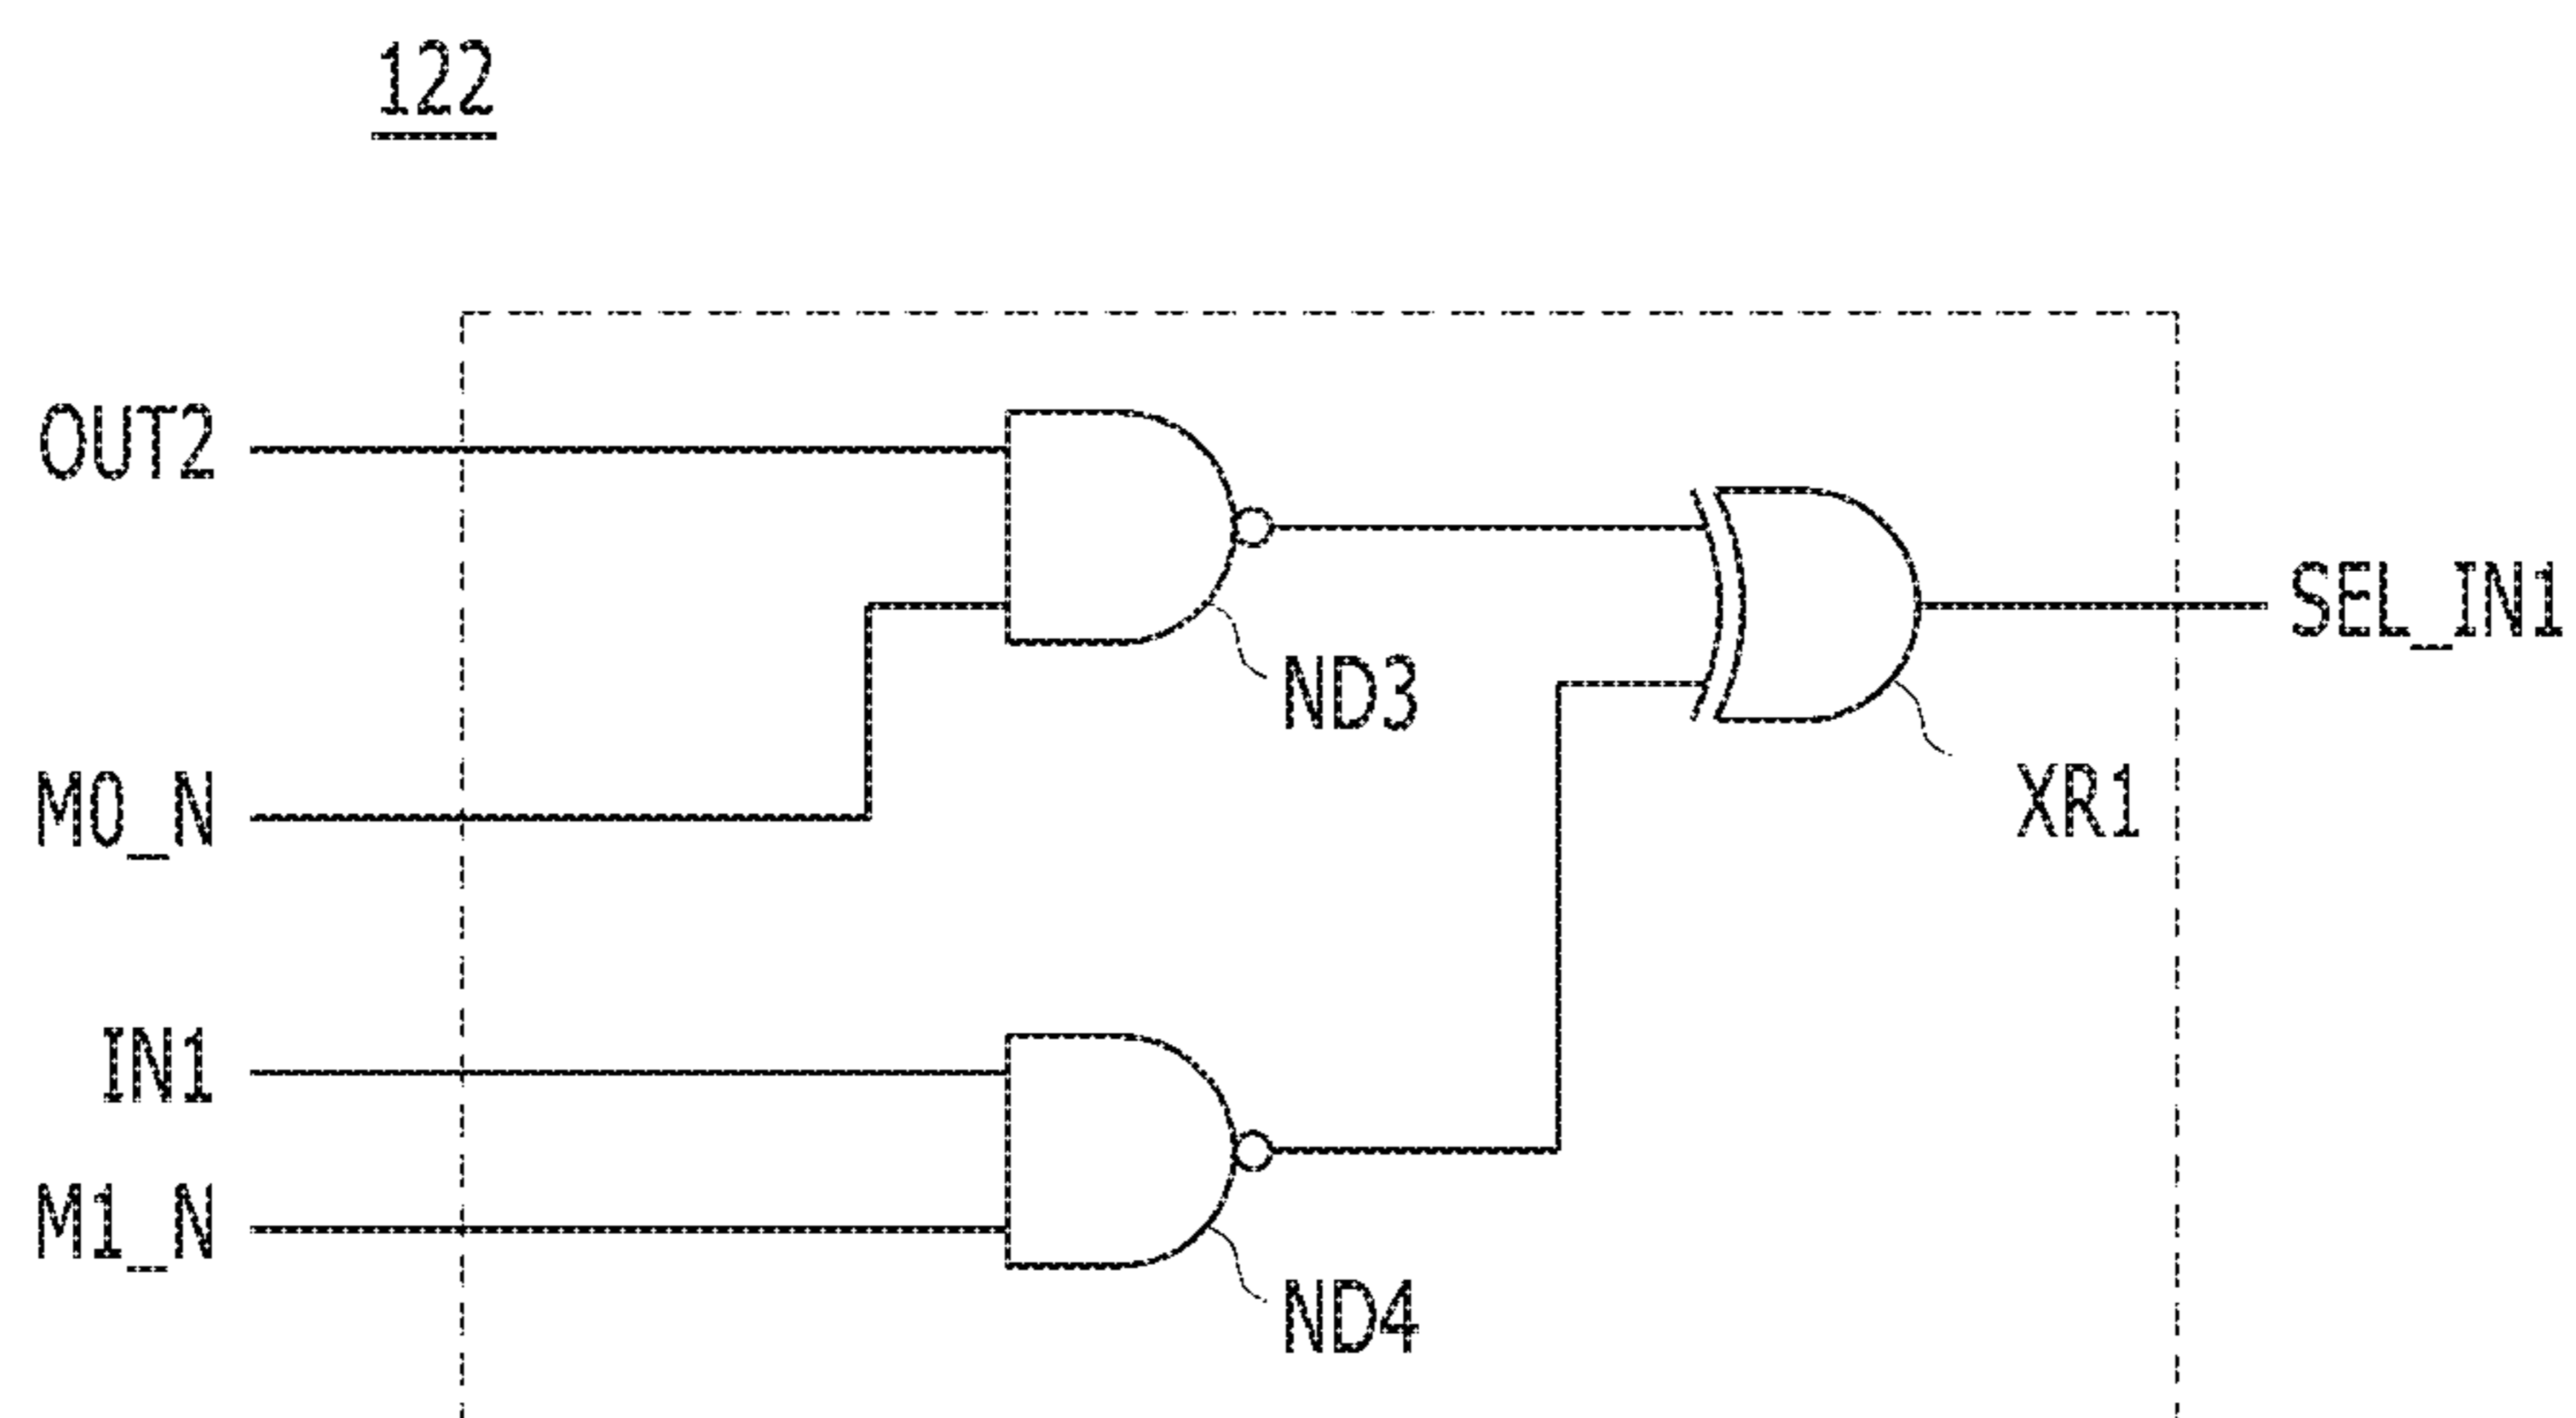 122
OUT2
ND3
SEL_IN1
M0_N
XR1
IN1
M1_N
ND4